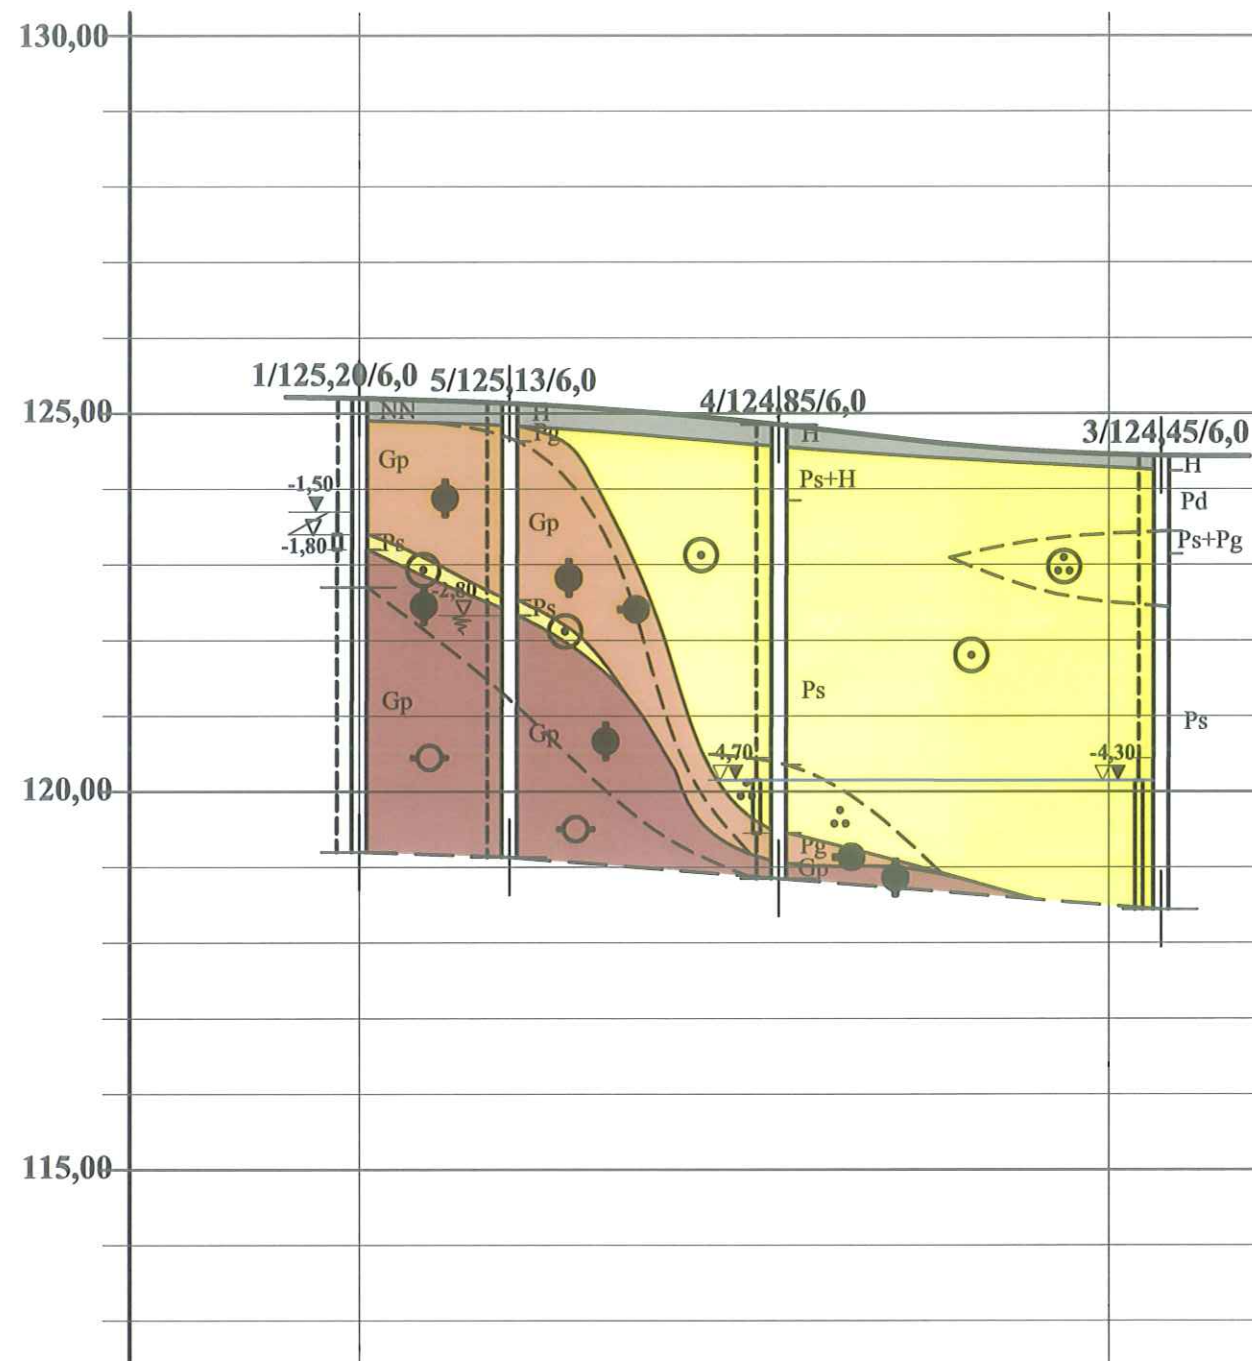 130,00
1/125,20/6,0
5/125,13/6,0
125,00
NN
H
4/124,85/6,0
Pg
H
3/124,45/6,0
Gp
H
-1,50
Ps+H
Pd
Gp
-1,80
Ps
Ps+Pg
-2,80
Ps
Gp
Ps
Ps
Gp
-4,70
-4,30
120,00
Pg
Gp
115,00